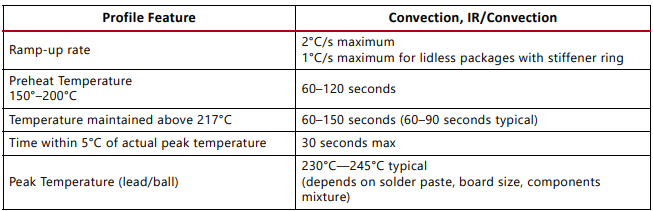 Profile Feature
Convection, IR/Convection
Ramp-up rate
2°C/s maximum
1°C/s maximum for lidless packages with stiffener ring
Preheat Temperature
150°–200°C
60–120 seconds
Temperature maintained above 217°C
60–150 seconds (60–90 seconds typical)
Time within 5°C of actual peak temperature
30 seconds max
Peak Temperature (lead/ball)
230°C—245°C typical
(depends on solder paste, board size, components
mixture)